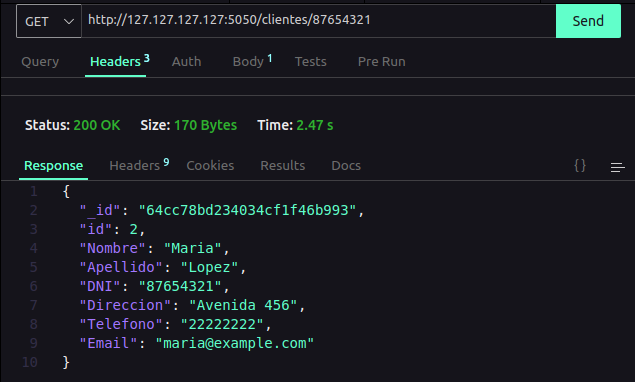 GET http://127.127.127.127:5050/clientes/87654321 Send
Query Headers 3 Auth Body 1 Tests Pre Run
Status: 200 OK Size: 170 Bytes Time: 2.47 s
Response Headers 9 Cookies Results Docs {}
1 {
2 "_id": "64cc78bd234034cf1f46b993",
3 "id": 2,
4 "Nombre": "Maria",
5 "Apellido": "Lopez",
6 "DNI": "87654321",
7 "Direccion": "Avenida 456",
8 "Telefono": "22222222",
9 "Email": "maria@example.com"
10 }